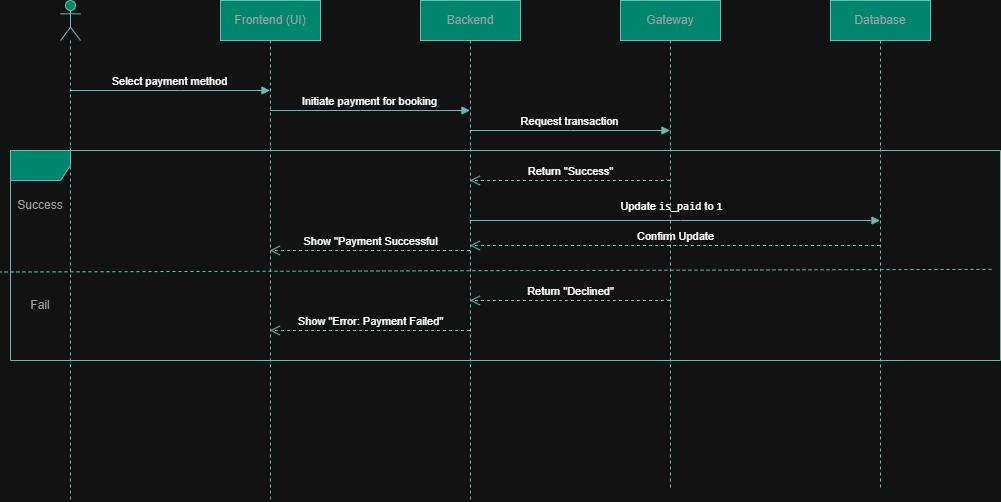 Frontend (UI)
Backend
Gateway
Database
Select payment method
Initiate payment for booking
Request transaction
Return "Success"
Success
Update is_paid to 1
Confirm Update
Show "Payment Successful
Return "Declined"
Fail
Show "Error: Payment Failed"